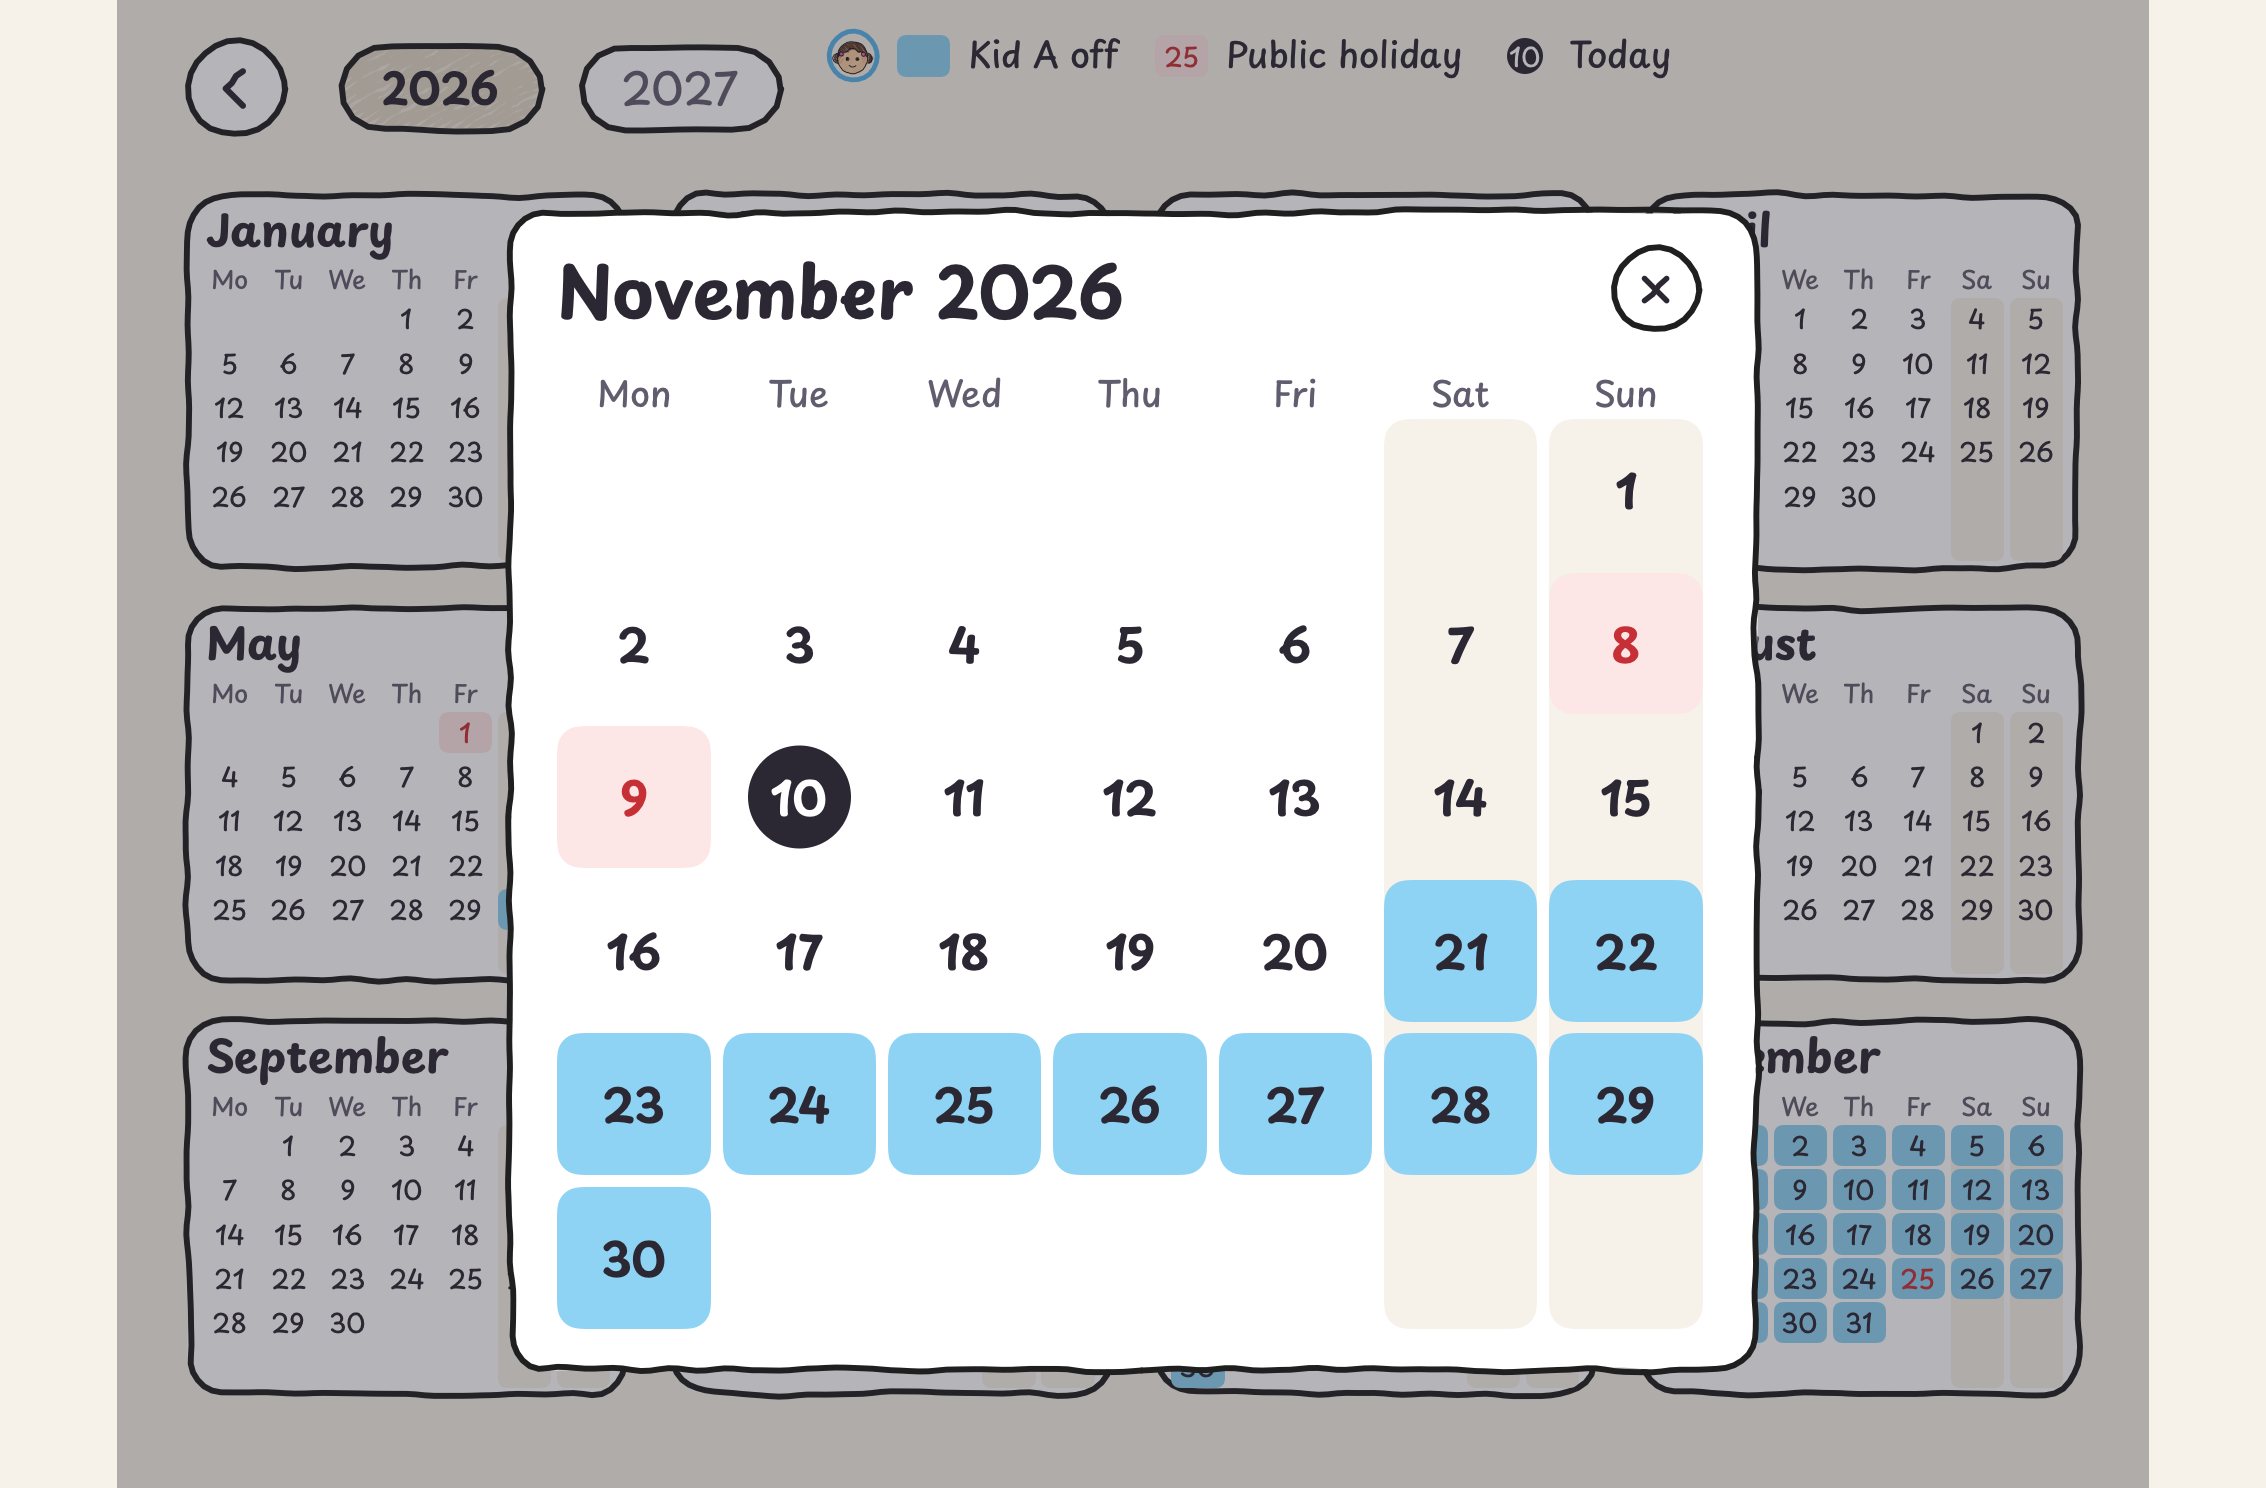 2026 2027 Kid A off 25 Public holiday 10 Today
January
Mo Tu We Th Fr
1 2
5 6 7 8 9
12 13 14 15 16
19 20 21 22 23
26 27 28 29 30
November 2026
Mon Tue Wed Thu Fri Sat Sun
1
2 3 4 5 6 7 8
9 10 11 12 13 14 15
16 17 18 19 20 21 22
23 24 25 26 27 28 29
30
il
We Th Fr Sa Su
1 2 3 4 5
8 9 10 11 12
15 16 17 18 19
22 23 24 25 26
29 30
May
Mo Tu We Th Fr
1
4 5 6 7 8
11 12 13 14 15
18 19 20 21 22
25 26 27 28 29
ust
We Th Fr Sa Su
1 2
5 6 7 8 9
12 13 14 15 16
19 20 21 22 23
26 27 28 29 30
September
Mo Tu We Th Fr
1 2 3 4
7 8 9 10 11
14 15 16 17 18
21 22 23 24 25
28 29 30
ember
We Th Fr Sa Su
2 3 4 5 6
9 10 11 12 13
16 17 18 19 20
23 24 25 26 27
30 31